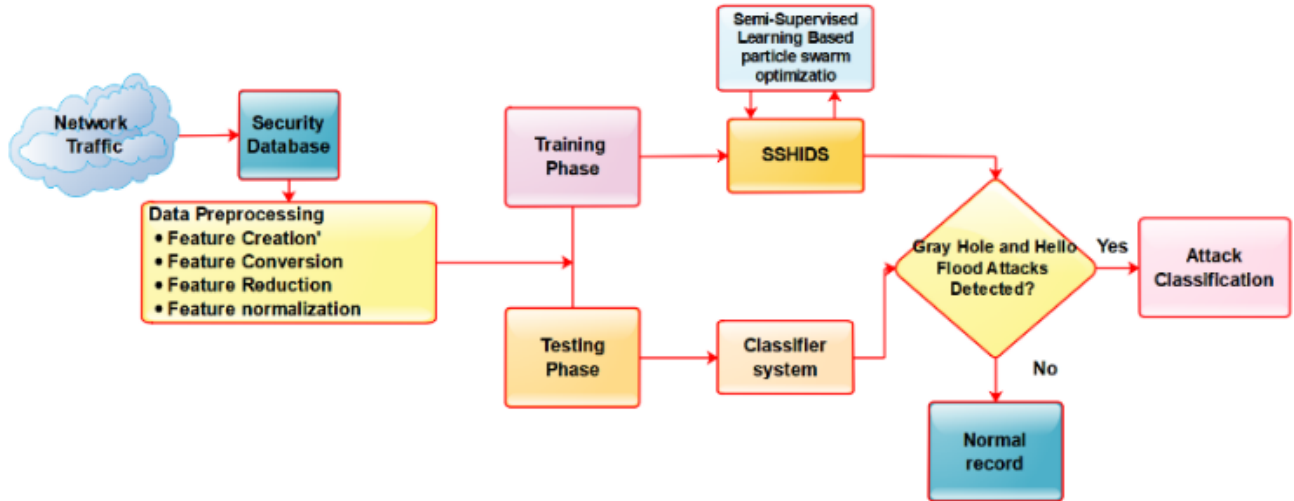 Network
Traffic
Security
Database
Data Preprocessing
• Feature Creation'
• Feature Conversion
• Feature Reduction
• Feature normalization
Training
Phase
Testing
Phase
Semi-Supervised
Learning Based
particle swarm
optimizatio
SSHIDS
Classifier
system
Gray Hole and Hello
Flood Attacks
Detected?
Yes
Attack
Classification
No
Normal
record